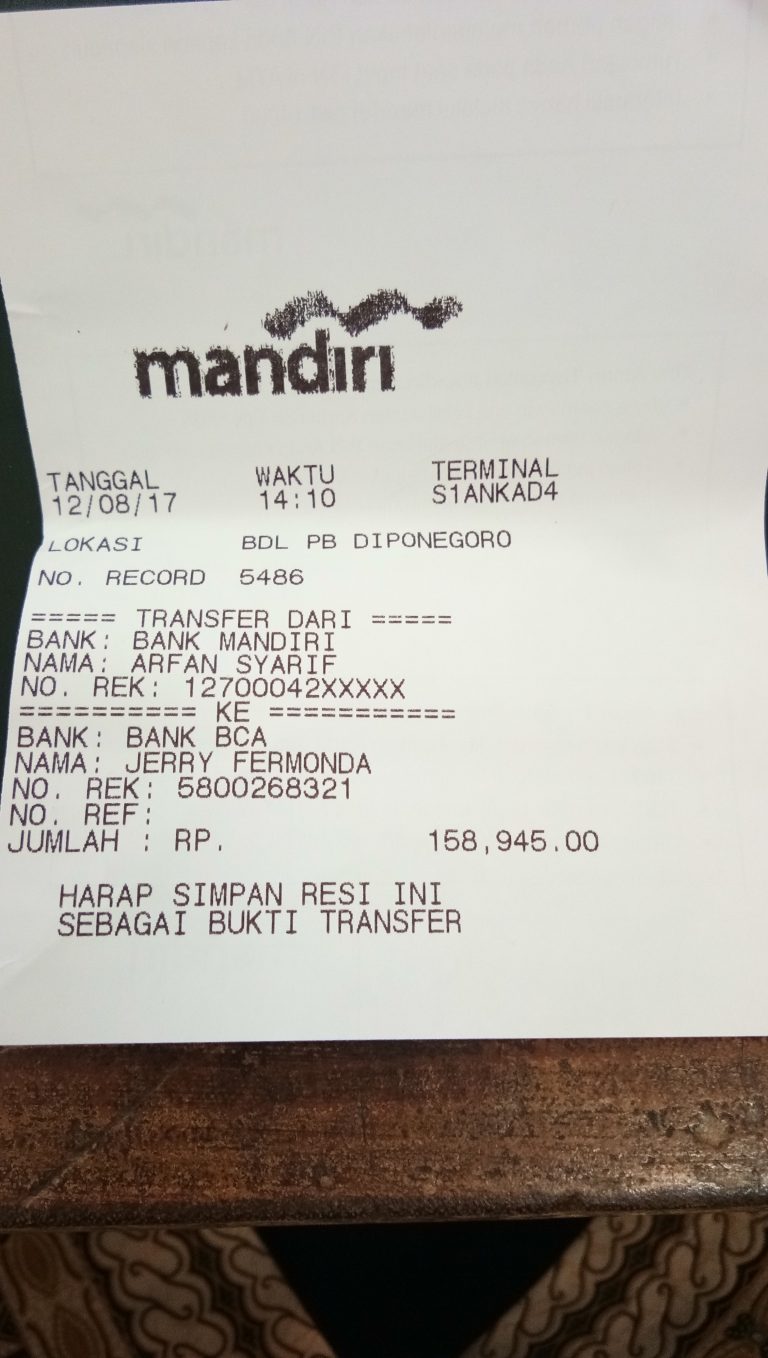 mandiri
TANGGAL WAKTU TERMINAL
12/08/17 14:10 S1ANKAD4
LOKASI BDL PB DIPONEGORO
NO. RECORD 5486
===== TRANSFER DARI =====
BANK: BANK MANDIRI
NAMA: ARFAN SYARIF
NO. REK: 12700042XXXXX
========== KE ===========
BANK: BANK BCA
NAMA: JERRY FERMONDA
NO. REK: 5800268321
NO. REF:
JUMLAH : RP. 158,945.00
HARAP SIMPAN RESI INI
SEBAGAI BUKTI TRANSFER